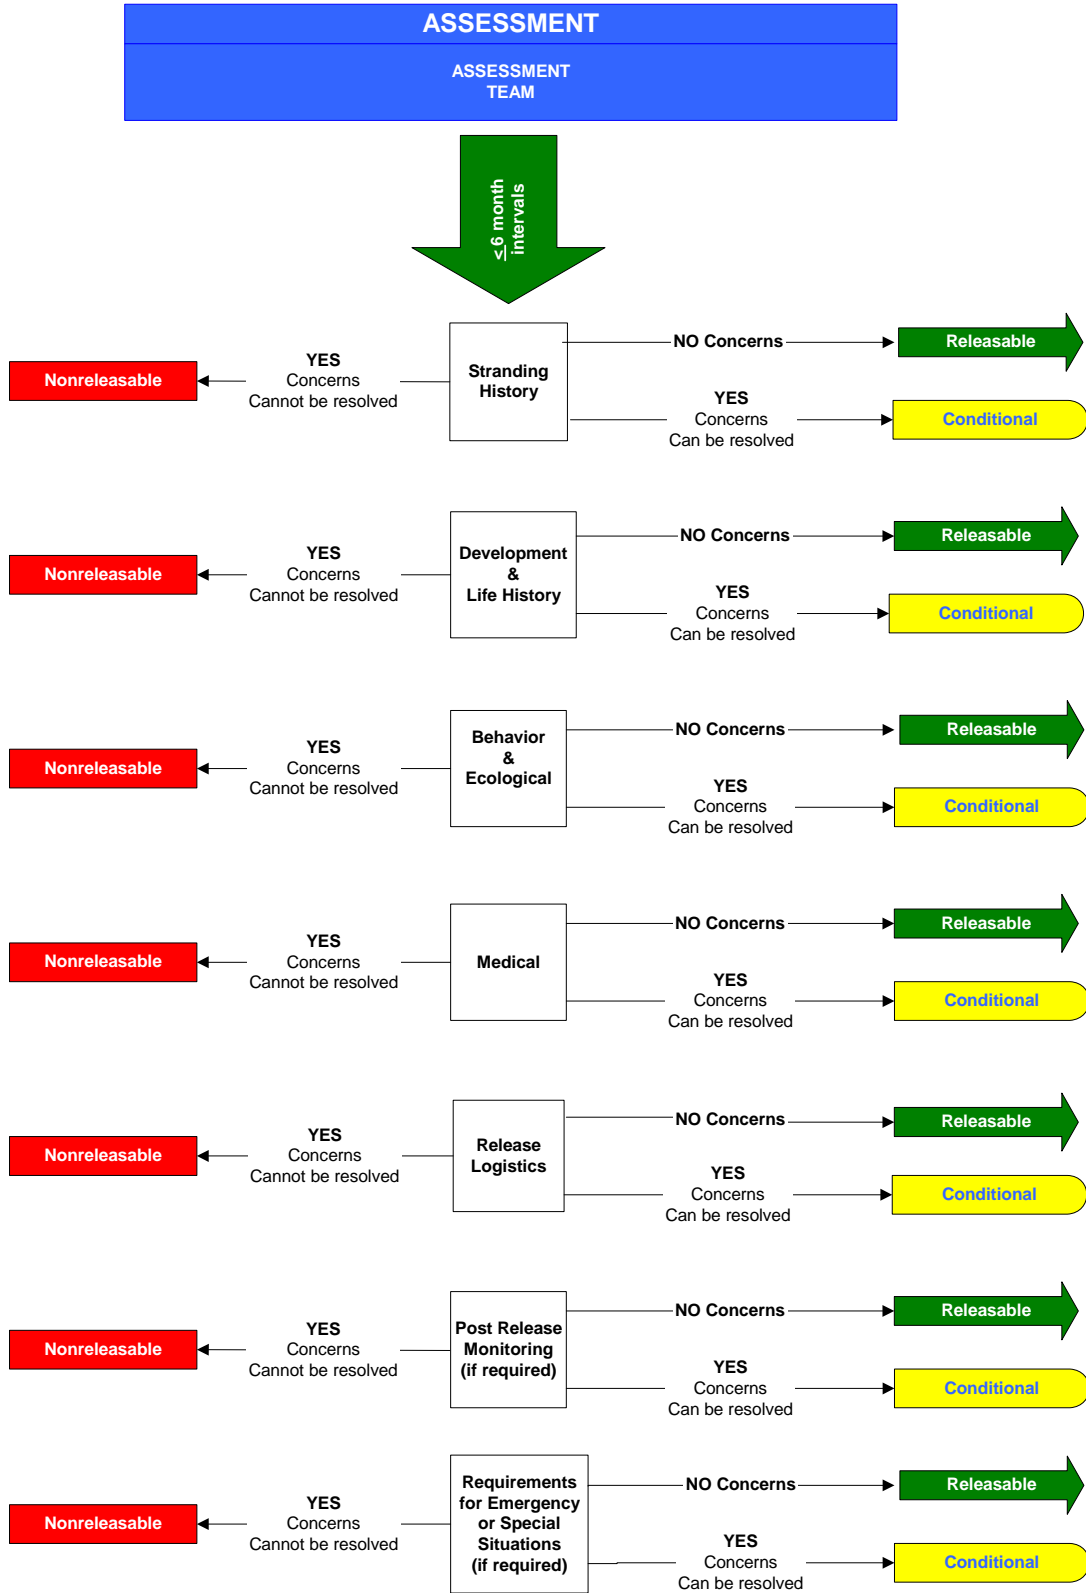 ASSESSMENT
ASSESSMENT
TEAM
≤6 month
intervals
Stranding
History
NO Concerns
Releasable
YES
Concerns
Cannot be resolved
Nonreleasable
YES
Concerns
Can be resolved
Conditional
Development
&
Life History
NO Concerns
Releasable
YES
Concerns
Cannot be resolved
Nonreleasable
YES
Concerns
Can be resolved
Conditional
Behavior
&
Ecological
NO Concerns
Releasable
YES
Concerns
Cannot be resolved
Nonreleasable
YES
Concerns
Can be resolved
Conditional
Medical
NO Concerns
Releasable
YES
Concerns
Cannot be resolved
Nonreleasable
YES
Concerns
Can be resolved
Conditional
Release
Logistics
NO Concerns
Releasable
YES
Concerns
Cannot be resolved
Nonreleasable
YES
Concerns
Can be resolved
Conditional
Post Release
Monitoring
(if required)
NO Concerns
Releasable
YES
Concerns
Cannot be resolved
Nonreleasable
YES
Concerns
Can be resolved
Conditional
Requirements
for Emergency
or Special
Situations
(if required)
NO Concerns
Releasable
YES
Concerns
Cannot be resolved
Nonreleasable
YES
Concerns
Can be resolved
Conditional